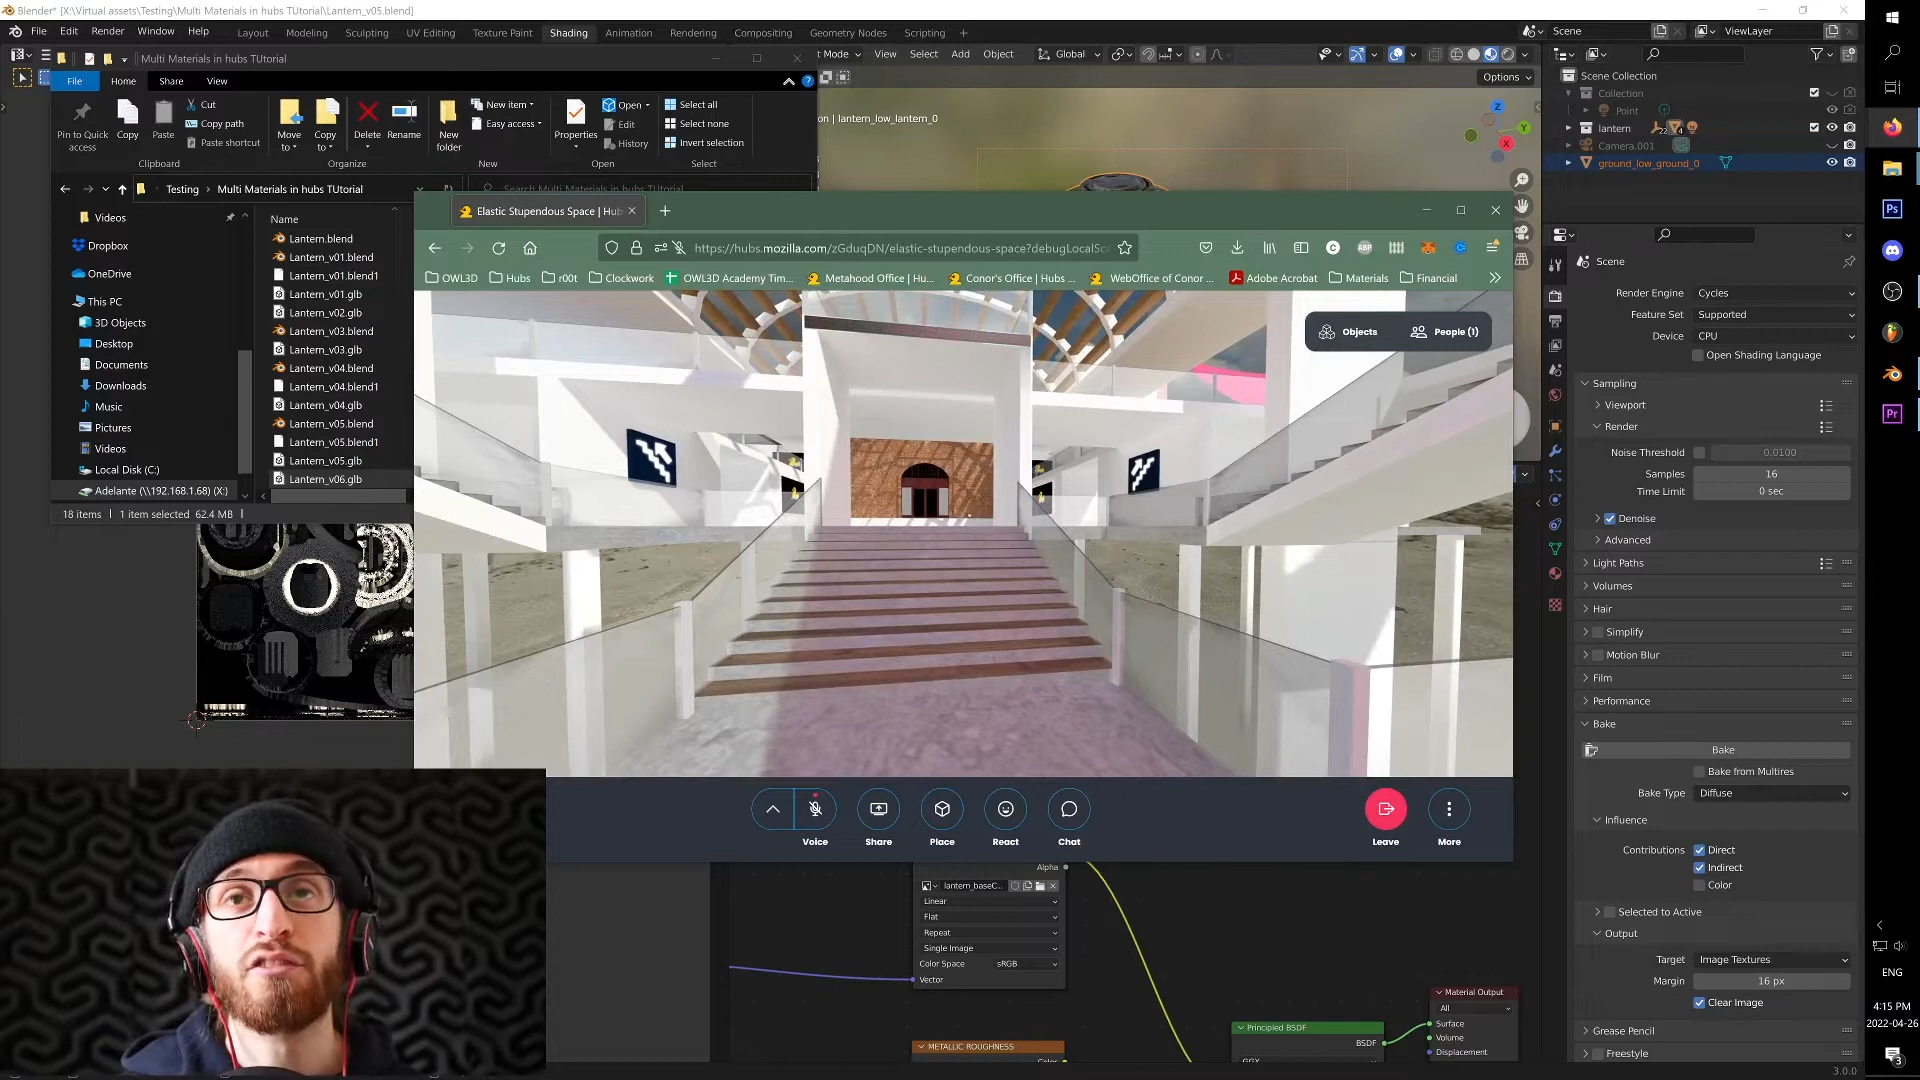 Blender* [X:\Virtual assets\Testing\Multi Materials in hubs TUtorial\Lantern_v05.blend]
File Edit Render Window Help
Layout Modeling Sculpting UV Editing Texture Paint Shading Animation Rendering Compositing Geometry Nodes Scripting
Scene ViewLayer
Multi Materials in hubs TUtorial
t Mode View Select Add Object Global
Options
File Home Share View
Pin to Quick access
Copy
Paste
Cut
Copy path
Paste shortcut
Move to
Copy to
Delete
Rename
New folder
New item
Easy access
Properties
Open
Edit
History
Select all
Select none
Invert selection
Clipboard Organize New Open Select
on | lantern_low_lantern_0
Testing Multi Materials in hubs TUtorial
Search Multi Materials in hubs TUtorial
Videos
Dropbox
OneDrive
This PC
3D Objects
Desktop
Documents
Downloads
Music
Pictures
Videos
Local Disk (C:)
Adelante (\\192.168.1.68) (X:)
Name
Lantern.blend
Lantern_v01.blend
Lantern_v01.blend1
Lantern_v01.glb
Lantern_v02.glb
Lantern_v03.blend
Lantern_v03.glb
Lantern_v04.blend
Lantern_v04.blend1
Lantern_v04.glb
Lantern_v05.blend
Lantern_v05.blend1
Lantern_v05.glb
Lantern_v06.glb
18 items 1 item selected 62.4 MB
Elastic Stupendous Space | Hub
https://hubs.mozilla.com/zGduqDN/elastic-stupendous-space?debugLocalSc
OWL3D Hubs r00t Clockwork OWL3D Academy Tim... Metahood Office | Hu... Conor's Office | Hubs ... WebOffice of Conor ... Adobe Acrobat Materials Financial
Objects People (1)
Voice Share Place React Chat Leave More
Z
Y
X
Scene Collection
Collection
Point
lantern
Camera.001
ground_low_ground_0
Scene
Render Engine Cycles
Feature Set Supported
Device CPU
Open Shading Language
Sampling
Viewport
Render
Noise Threshold 0.0100
Samples 16
Time Limit 0 sec
Denoise
Advanced
Light Paths
Volumes
Hair
Simplify
Motion Blur
Film
Performance
Bake
Bake
Bake from Multires
Bake Type Diffuse
Influence
Contributions Direct
Indirect
Color
Selected to Active
Output
Target Image Textures
Margin 16 px
Clear Image
Grease Pencil
Freestyle
3.0.0
Alpha
lantern_baseC...
Linear
Flat
Repeat
Single Image
Color Space sRGB
Vector
METALLIC ROUGHNESS
Color
Principled BSDF
BSDF
GGX
Material Output
All
Surface
Volume
Displacement
Ps
Pr
ENG
4:15 PM
2022-04-26
3